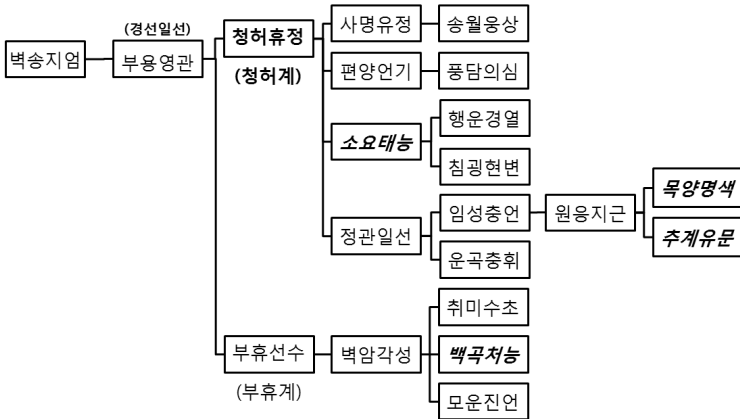 (경선일선)
벽송지엄
부용영관
청허휴정
(청허계)
사명유정
송월응상
편양언기
풍담의심
소요태능
행운경열
침굉현변
정관일선
임성충언
원응지근
목양명색
추계유문
운곡충휘
부휴선수
(부휴계)
벽암각성
취미수초
백곡처능
모운진언